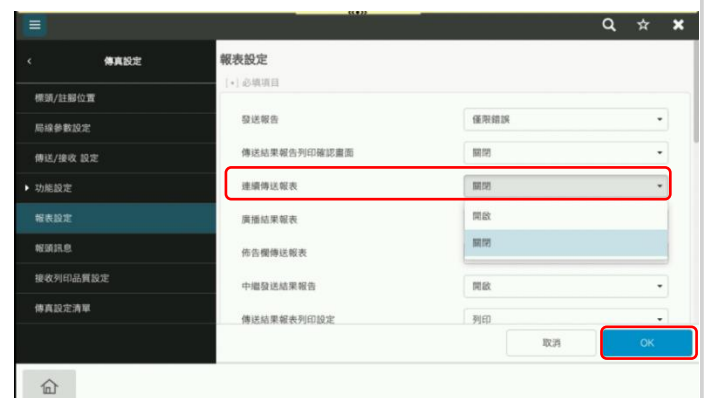 傳真設定
報表設定
[*] 必填項目
標頭/註腳位置
局線參數設定
傳送/接收 設定
功能設定
報表設定
報頭訊息
接收列印品質設定
傳真設定清單
發送報告
僅限錯誤
傳送結果報告列印確認畫面
關閉
連續傳送報表
關閉
開啟
關閉
廣播結果報表
佈告欄傳送報表
中繼發送結果報告
開啟
傳送結果報表列印設定
列印
取消
OK